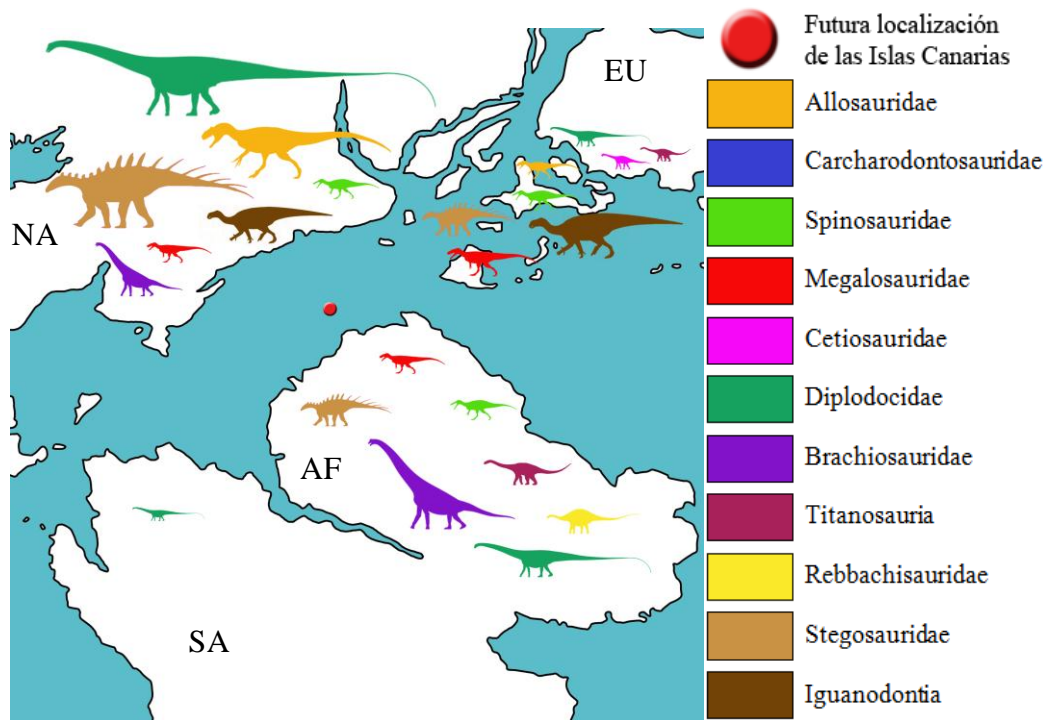 EU
NA
AF
SA
Futura localización
de las Islas Canarias
Allosauridae
Carcharodontosauridae
Spinosauridae
Megalosauridae
Cetiosauridae
Diplodocidae
Brachiosauridae
Titanosauria
Rebbachisauridae
Stegosauridae
Iguanodontia